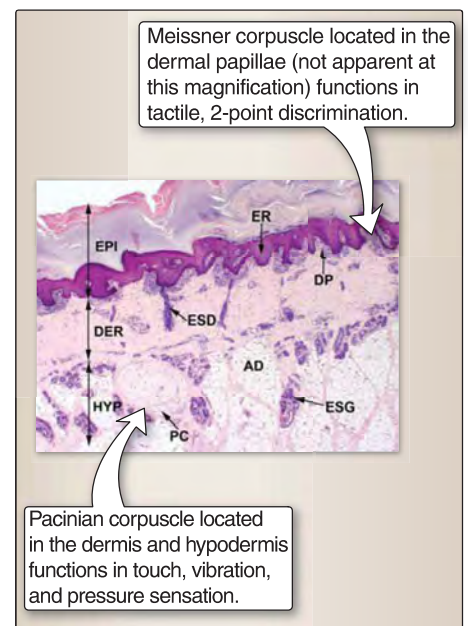 Meissner corpuscle located in the
dermal papillae (not apparent at
this magnification) functions in
tactile, 2-point discrimination.
ER
EPI
DP
ESD
DER
AD
HYP
ESG
PC
Pacinian corpuscle located
in the dermis and hypodermis
functions in touch, vibration,
and pressure sensation.